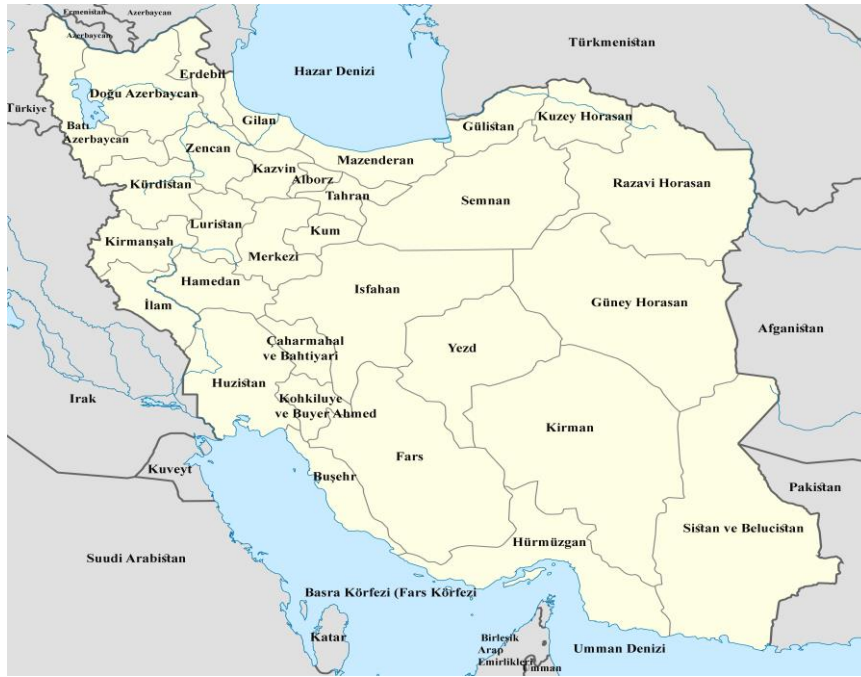 Ermenistan
Azerbaycan
Azerbaycan
Türkmenistan
Hazar Denizi
Erdebil
Doğu Azerbaycan
Türkiye
Gilan
Gülistan
Kuzey Horasan
Batı
Azerbaycan
Zencan
Mazenderan
Kazvin
Alborz
Kürdistan
Razavi Horasan
Tahran
Semnan
Luristan
Kum
Kirmanşah
Merkezi
Hamedan
Isfahan
İlam
Güney Horasan
Afganistan
Çaharmahal
ve Bahtiyari
Yezd
Huzistan
Kohkiluye
ve Buyer Ahmed
Irak
Kirman
Fars
Kuveyt
Buşehr
Pakistan
Sistan ve Belucistan
Hürmüzgan
Suudi Arabistan
Basra Körfezi (Fars Körfezi
Katar
Birleşik
Arap
Emirlikleri
Umman
Umman Denizi